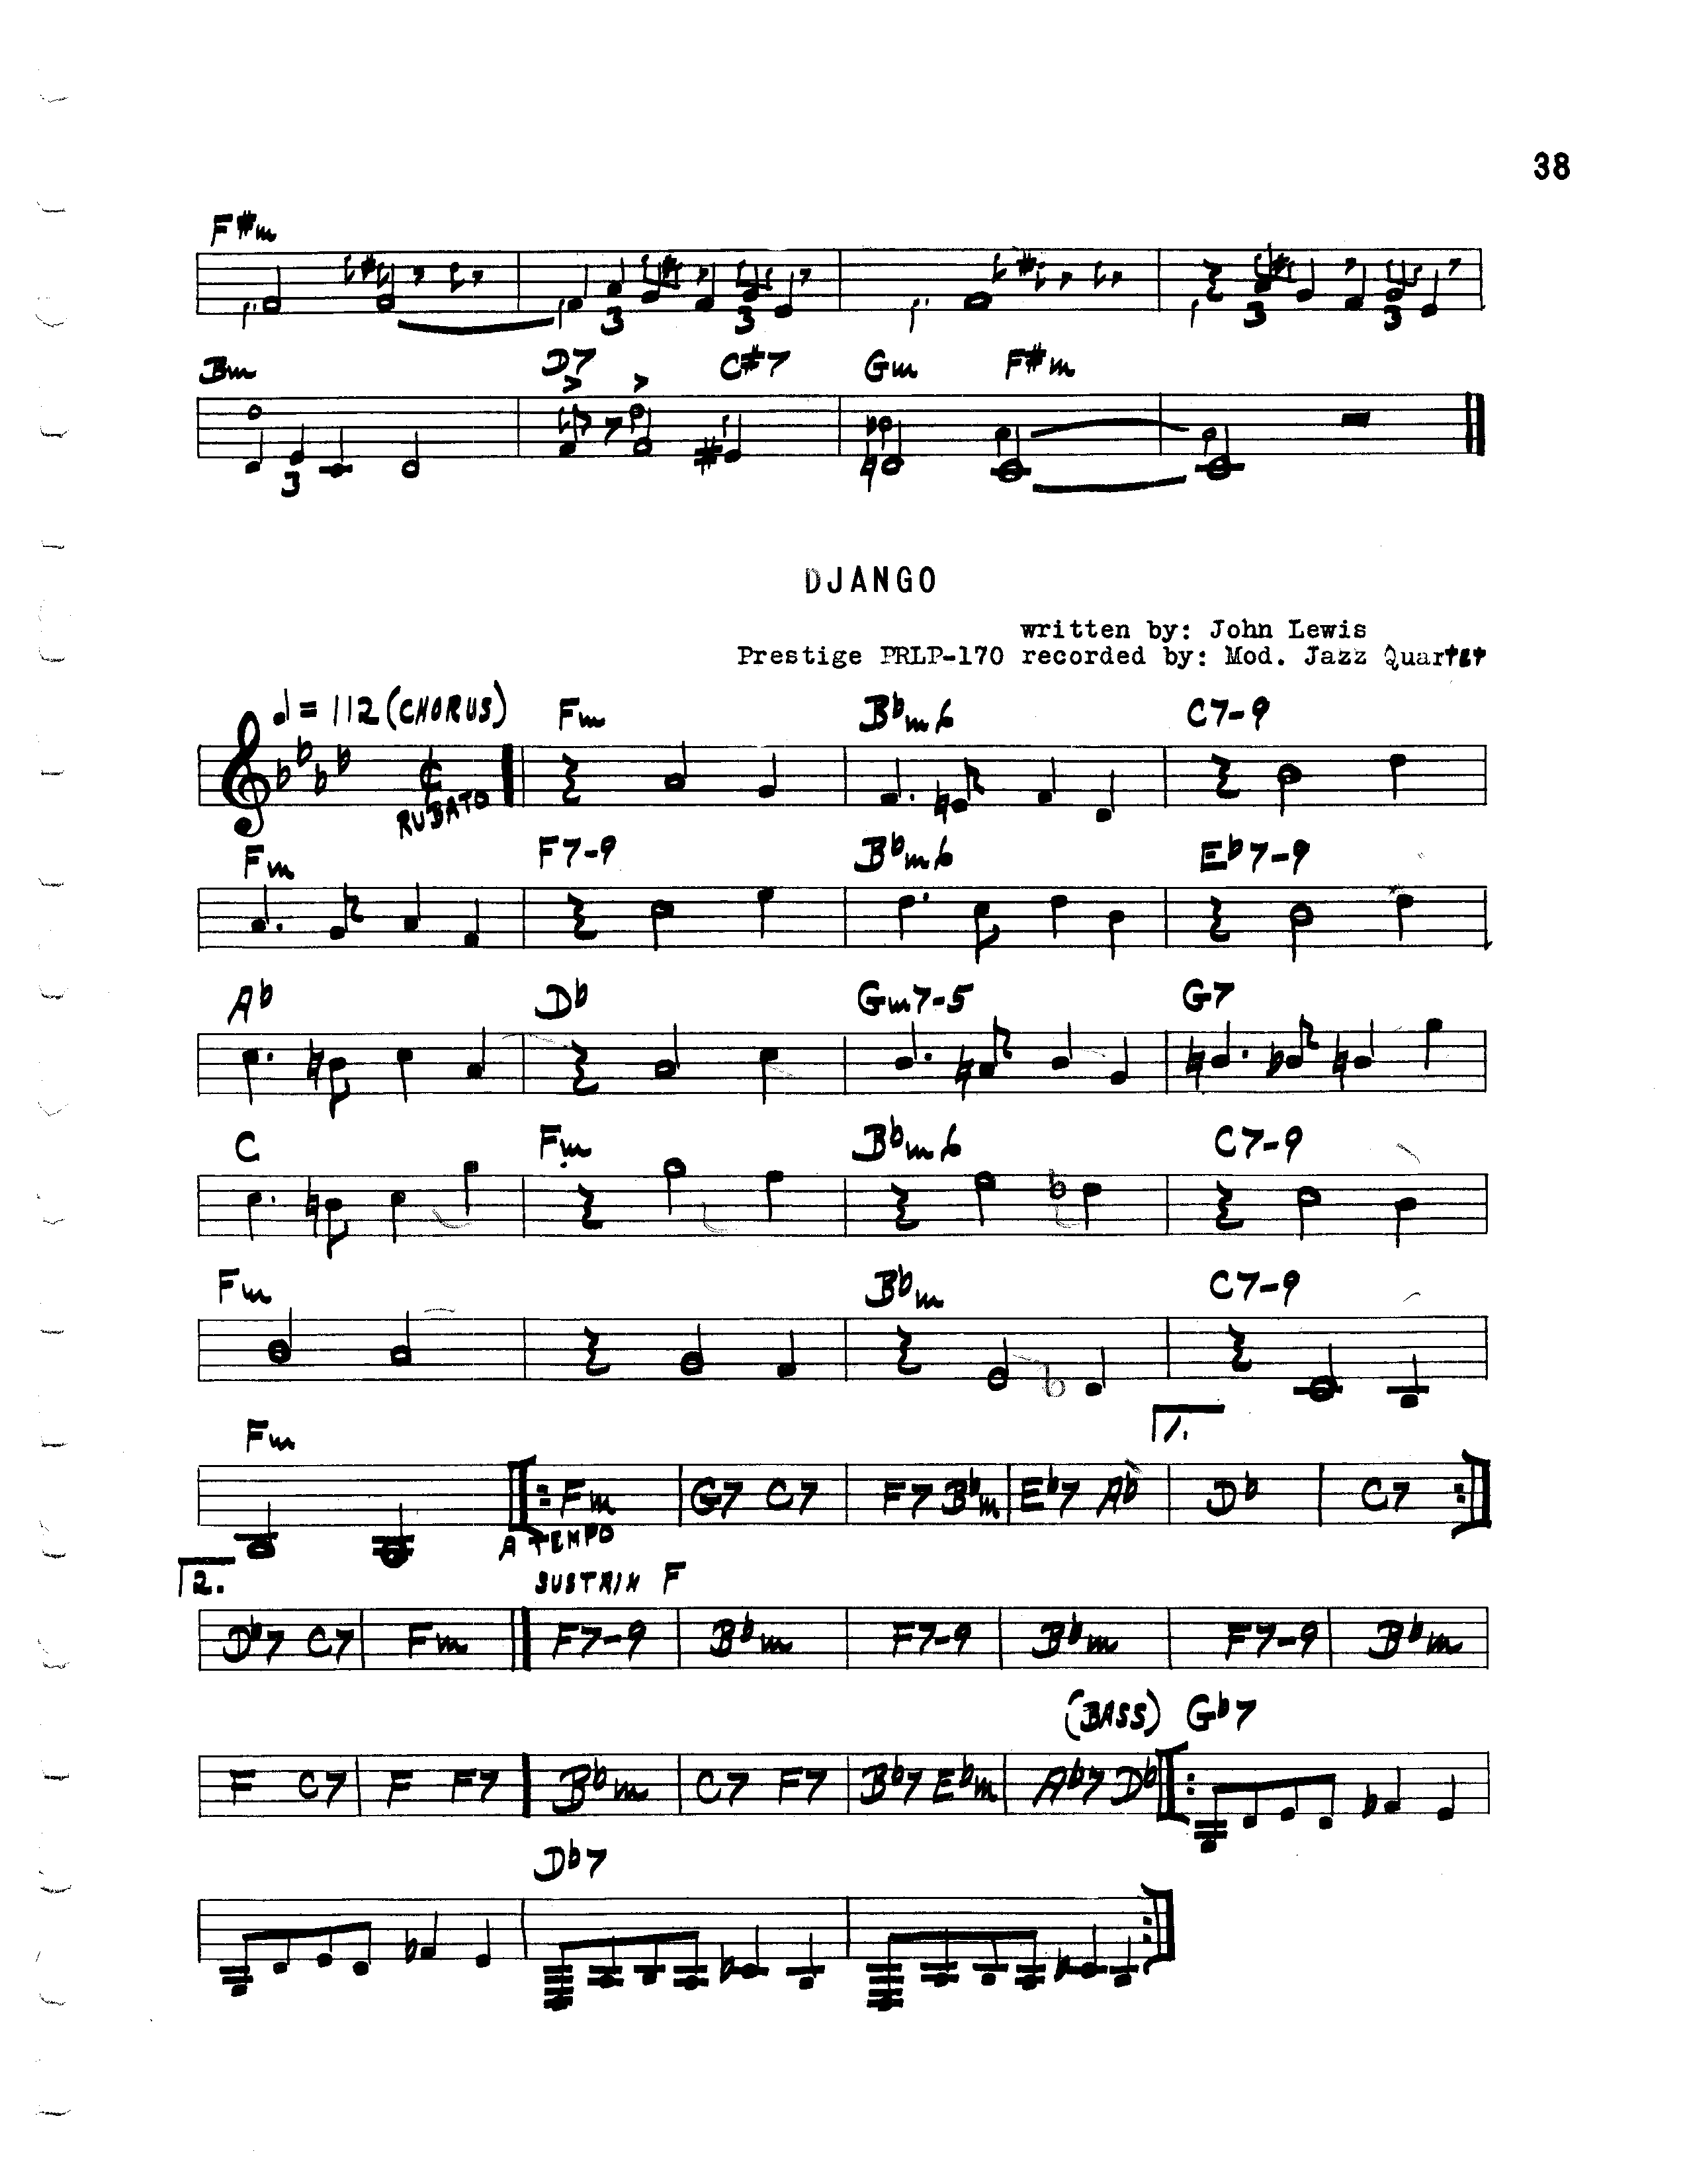 38
F#m
3 3 3 3
Bm D7 C#7 Gm F#m
3
DJANGO
written by: John Lewis
Prestige PRLP-170 recorded by: Mod. Jazz Quartet
♩= 112 (CHORUS) Fm B♭m6 C7-9
RUBATO
Fm F7-9 B♭m6 E♭7-9
A♭ D♭ Gm7-5 G7
C Fm B♭m6 C7-9
Fm B♭m C7-9
1.
Fm
Fm G7 C7 F7 B♭m E♭7 A♭ D♭ C7
A TEMPO
2. SUSTAIN F
D♭7 C7 Fm F7-9 B♭m F7-9 B♭m F7-9 B♭m
(BASS) G♭7
F C7 F F7 B♭m C7 F7 B♭7 E♭m A♭7 D♭
D♭7